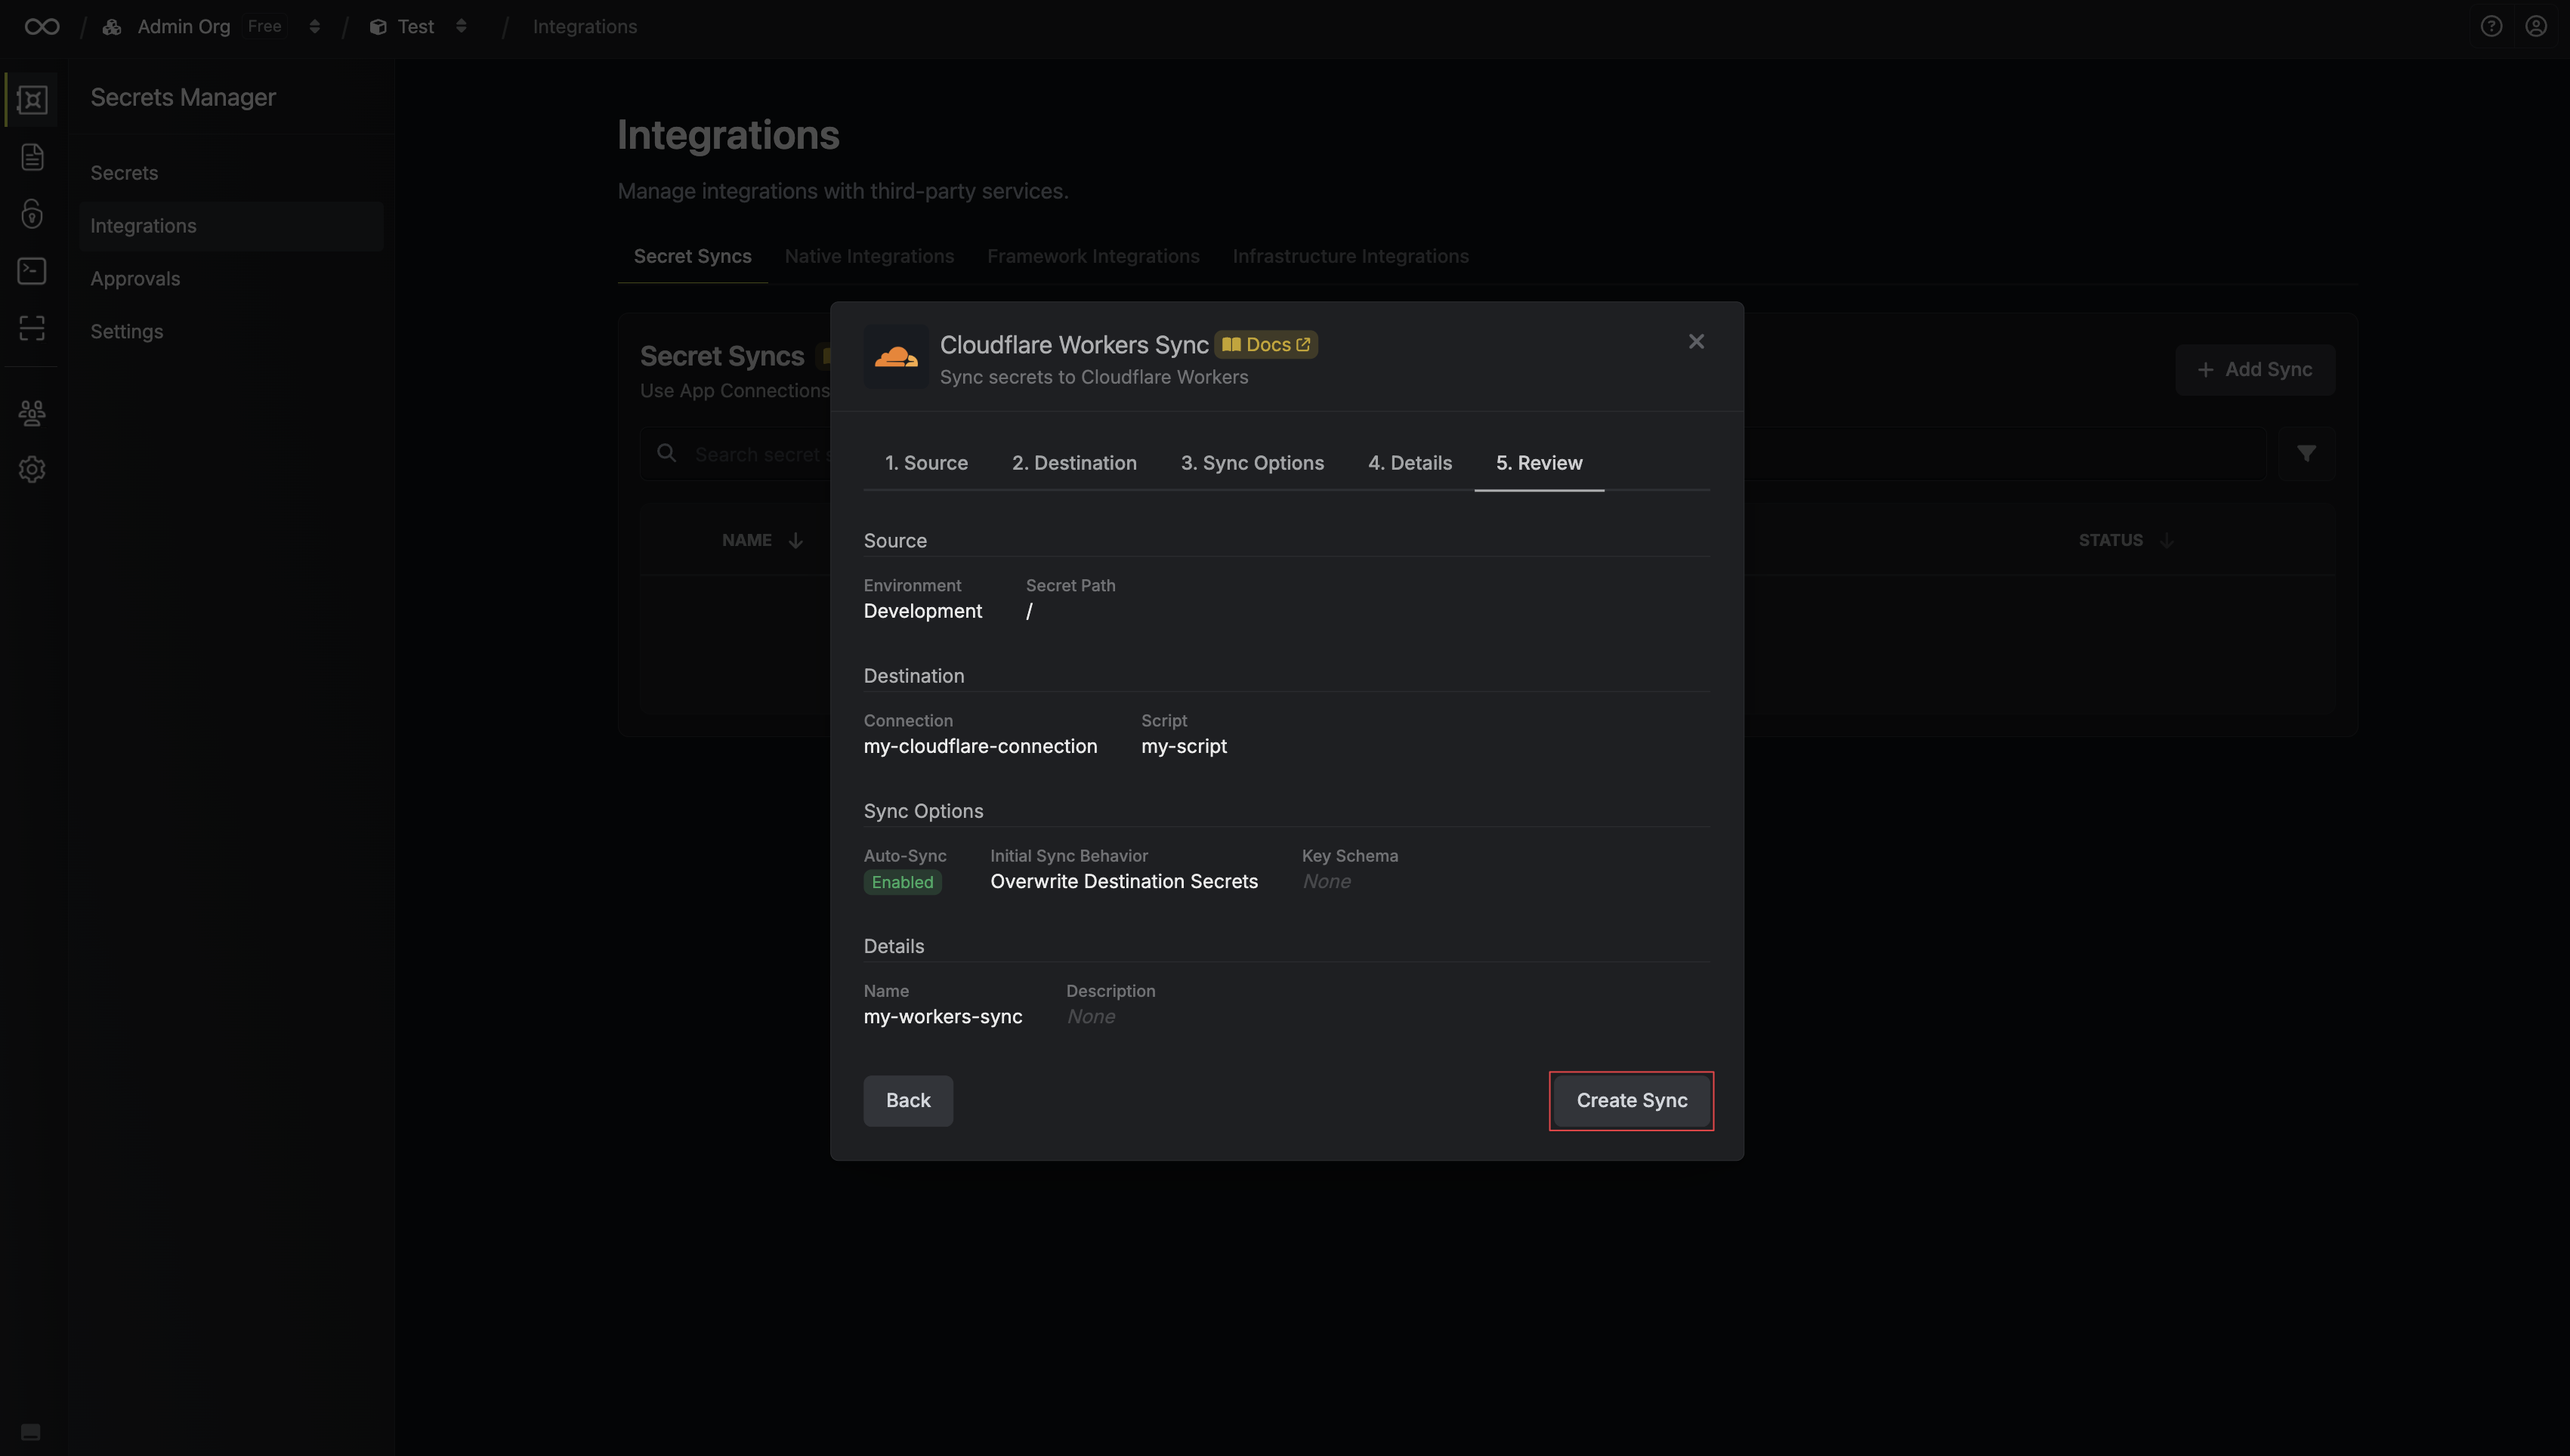 / Admin Org Free / Test / Integrations
Secrets Manager
Secrets
Integrations
Approvals
Settings
Integrations
Manage integrations with third-party services.
Secret Syncs Native Integrations Framework Integrations Infrastructure Integrations
Secret Syncs
Use App Connections
+ Add Sync
Search secret s
NAME
STATUS
Cloudflare Workers Sync Docs
Sync secrets to Cloudflare Workers
1. Source 2. Destination 3. Sync Options 4. Details 5. Review
Source
Environment Secret Path
Development /
Destination
Connection Script
my-cloudflare-connection my-script
Sync Options
Auto-Sync Initial Sync Behavior Key Schema
Enabled Overwrite Destination Secrets None
Details
Name Description
my-workers-sync None
Back Create Sync